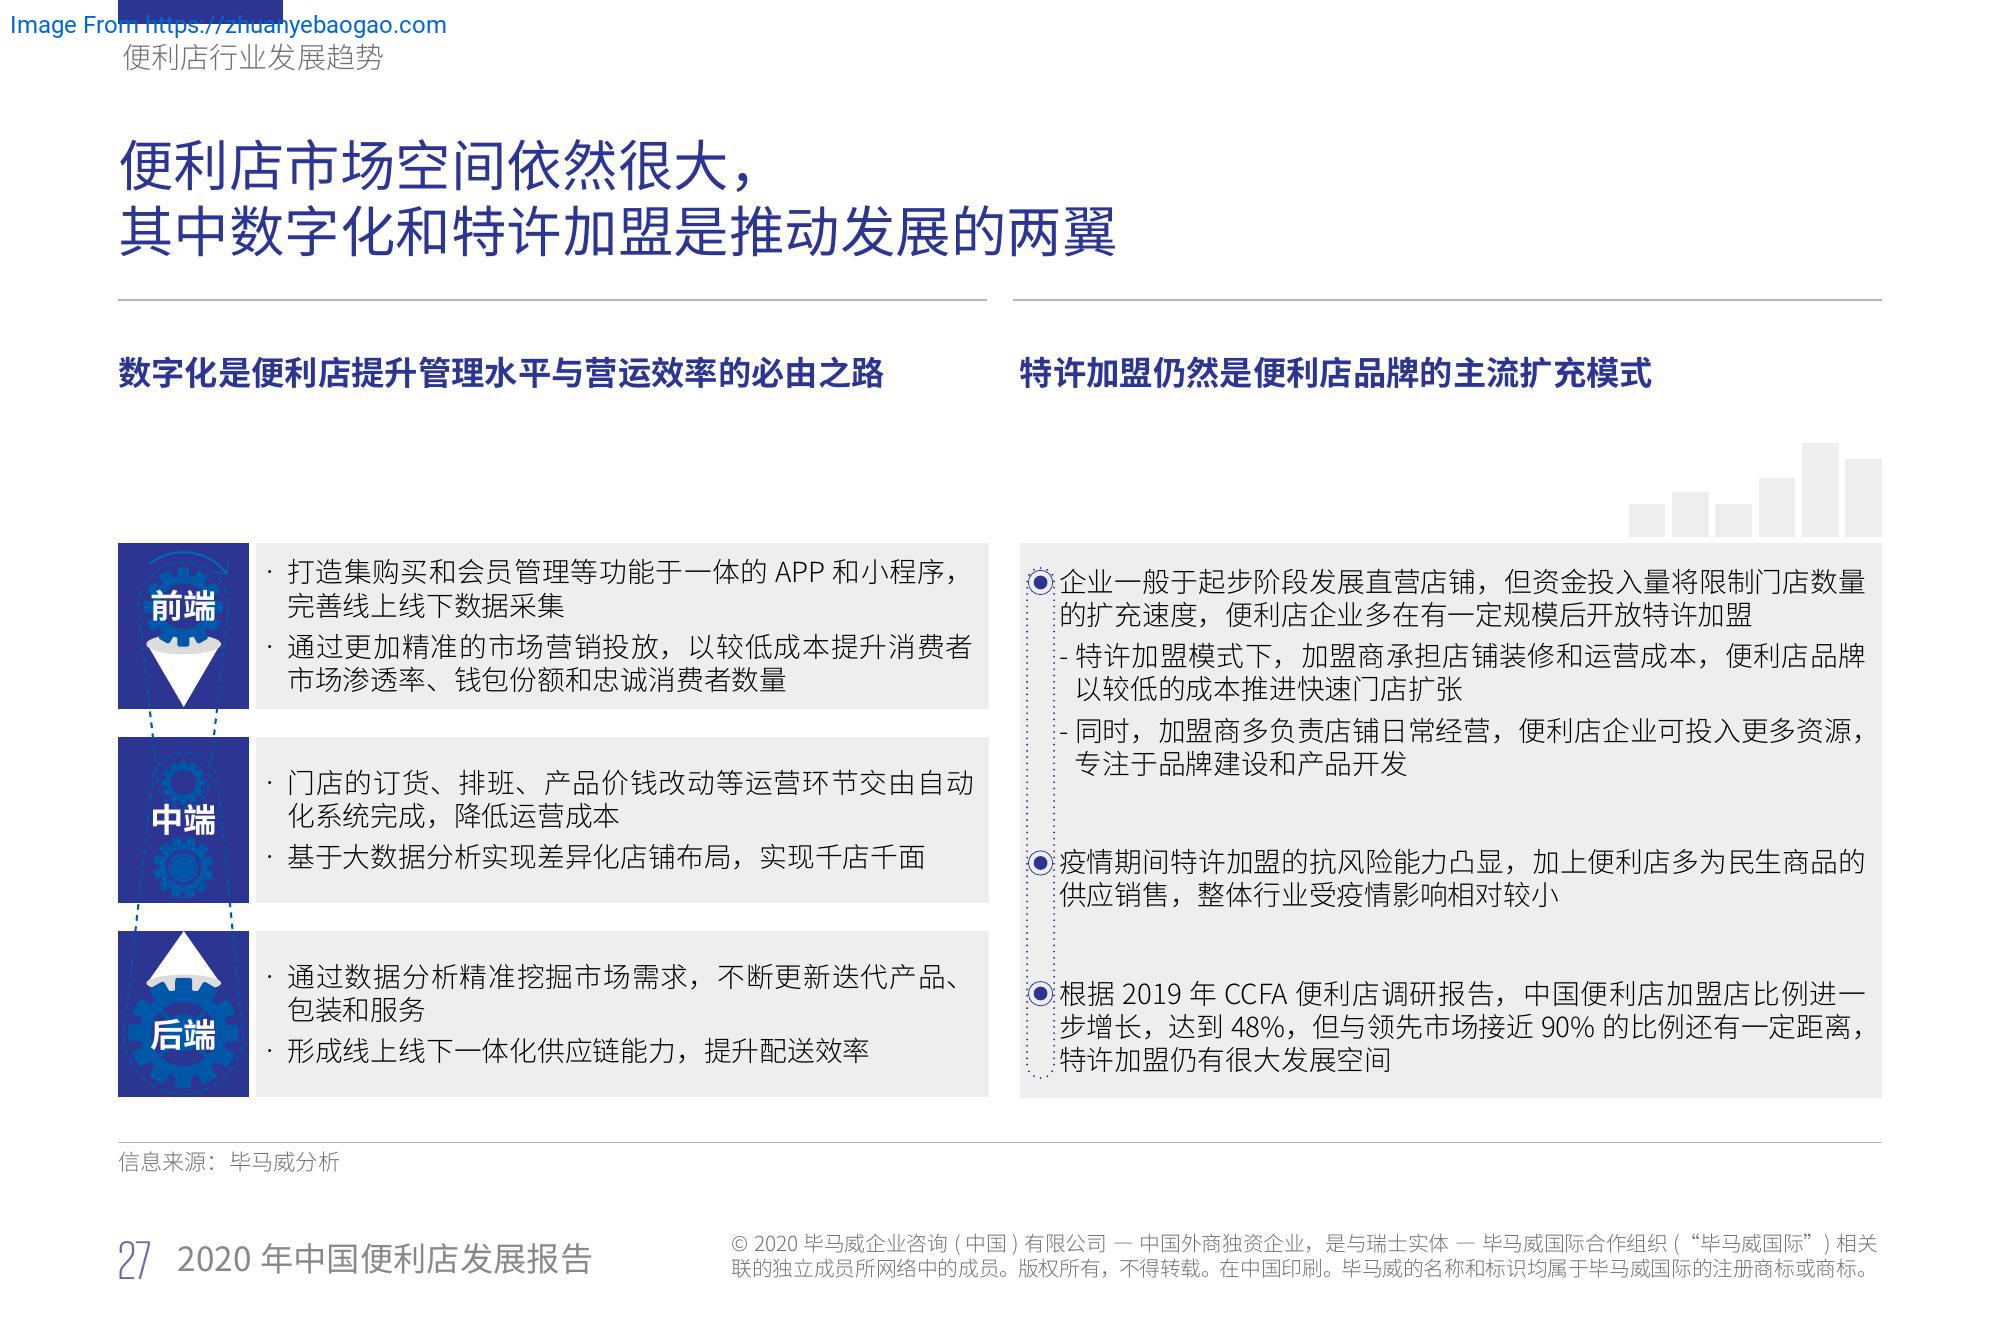 Image From https://zhuanyebaogao.com
便利店行业发展趋势
便利店市场空间依然很大，
其中数字化和特许加盟是推动发展的两翼
数字化是便利店提升管理水平与营运效率的必由之路
前端
· 打造集购买和会员管理等功能于一体的 APP 和小程序，
完善线上线下数据采集
· 通过更加精准的市场营销投放，以较低成本提升消费者
市场渗透率、钱包份额和忠诚消费者数量
中端
· 门店的订货、排班、产品价钱改动等运营环节交由自动
化系统完成，降低运营成本
· 基于大数据分析实现差异化店铺布局，实现千店千面
后端
· 通过数据分析精准挖掘市场需求，不断更新迭代产品、
包装和服务
· 形成线上线下一体化供应链能力，提升配送效率
特许加盟仍然是便利店品牌的主流扩充模式
企业一般于起步阶段发展直营店铺，但资金投入量将限制门店数量
的扩充速度，便利店企业多在有一定规模后开放特许加盟
- 特许加盟模式下，加盟商承担店铺装修和运营成本，便利店品牌
以较低的成本推进快速门店扩张
- 同时，加盟商多负责店铺日常经营，便利店企业可投入更多资源，
专注于品牌建设和产品开发
疫情期间特许加盟的抗风险能力凸显，加上便利店多为民生商品的
供应销售，整体行业受疫情影响相对较小
根据 2019 年 CCFA 便利店调研报告，中国便利店加盟店比例进一
步增长，达到 48%，但与领先市场接近 90% 的比例还有一定距离，
特许加盟仍有很大发展空间
信息来源：毕马威分析
27 2020 年中国便利店发展报告
© 2020 毕马威企业咨询 ( 中国 ) 有限公司 — 中国外商独资企业，是与瑞士实体 — 毕马威国际合作组织 (“毕马威国际”) 相关
联的独立成员所网络中的成员。版权所有，不得转载。在中国印刷。毕马威的名称和标识均属于毕马威国际的注册商标或商标。